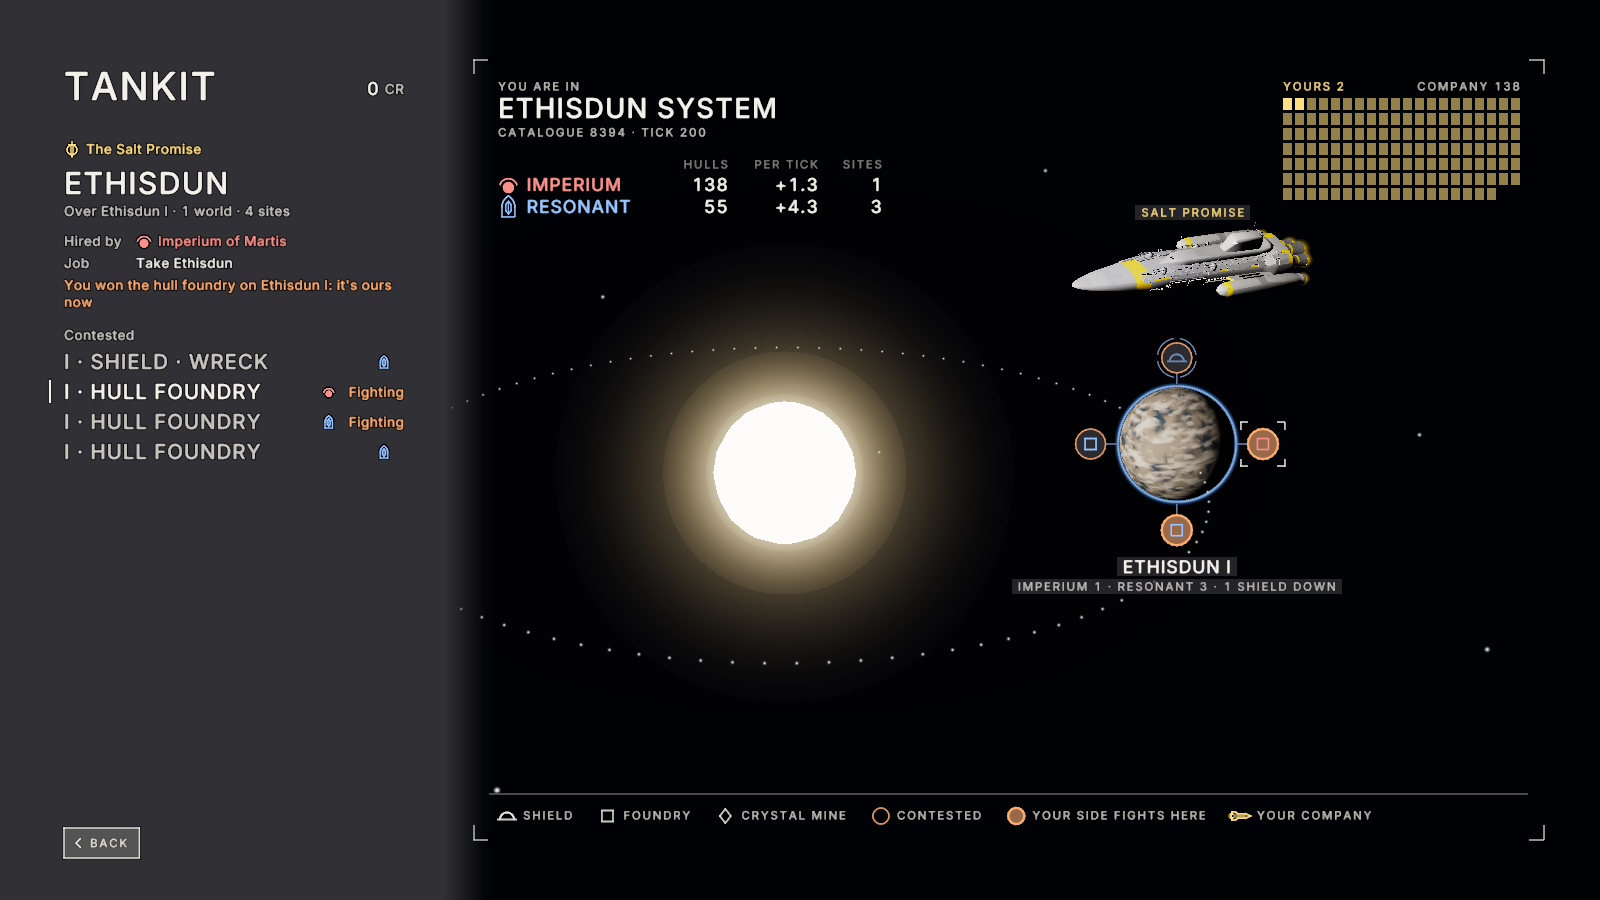 TANKIT
0 CR
The Salt Promise
ETHISDUN
Over Ethisdun I · 1 world · 4 sites
Hired by Imperium of Martis
Job Take Ethisdun
You won the hull foundry on Ethisdun I: it's ours
now
Contested
I · SHIELD · WRECK
I · HULL FOUNDRY Fighting
I · HULL FOUNDRY Fighting
I · HULL FOUNDRY
BACK
YOU ARE IN
ETHISDUN SYSTEM
CATALOGUE 8394 · TICK 200
HULLS PER TICK SITES
IMPERIUM 138 +1.3 1
RESONANT 55 +4.3 3
YOURS 2 COMPANY 138
SALT PROMISE
ETHISDUN I
IMPERIUM 1 · RESONANT 3 · 1 SHIELD DOWN
SHIELD FOUNDRY CRYSTAL MINE CONTESTED YOUR SIDE FIGHTS HERE YOUR COMPANY